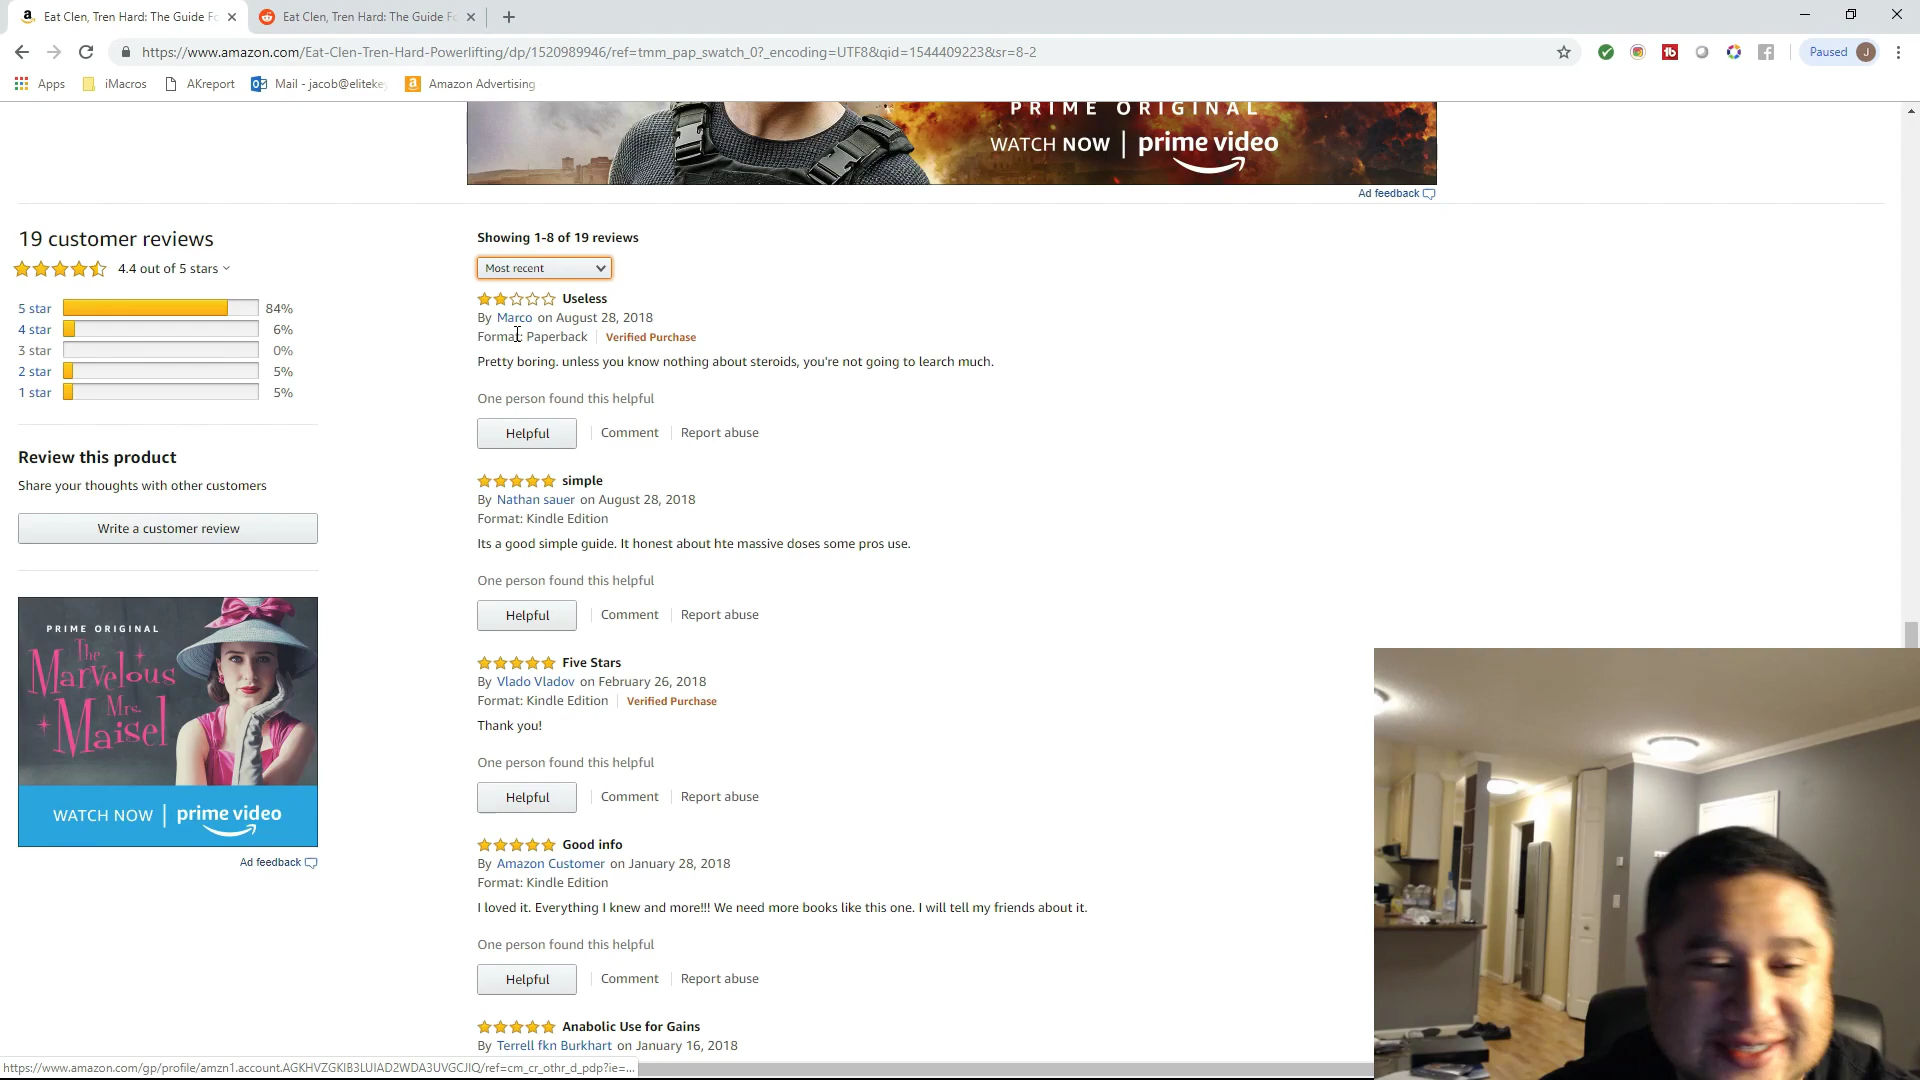 Eat Clen, Tren Hard: The Guide Fo
Eat Clen, Tren Hard: The Guide Fo
https://www.amazon.com/Eat-Clen-Tren-Hard-Powerlifting/dp/1520989946/ref=tmm_pap_swatch_0?_encoding=UTF8&qid=1544409223&sr=8-2
Paused J
Apps iMacros AKreport Mail - jacob@eliteke Amazon Advertising
PRIME ORIGINAL
WATCH NOW | prime video
Ad feedback
19 customer reviews
4.4 out of 5 stars
5 star 84%
4 star 6%
3 star 0%
2 star 5%
1 star 5%
Review this product
Share your thoughts with other customers
Write a customer review
PRIME ORIGINAL
The
Marvelous
Mrs.
Maisel
WATCH NOW | prime video
Ad feedback
Showing 1-8 of 19 reviews
Most recent
Useless
By Marco on August 28, 2018
Format: Paperback | Verified Purchase
Pretty boring. unless you know nothing about steroids, you're not going to learch much.
One person found this helpful
Helpful | Comment | Report abuse
simple
By Nathan sauer on August 28, 2018
Format: Kindle Edition
Its a good simple guide. It honest about hte massive doses some pros use.
One person found this helpful
Helpful | Comment | Report abuse
Five Stars
By Vlado Vladov on February 26, 2018
Format: Kindle Edition | Verified Purchase
Thank you!
One person found this helpful
Helpful | Comment | Report abuse
Good info
By Amazon Customer on January 28, 2018
Format: Kindle Edition
I loved it. Everything I knew and more!!! We need more books like this one. I will tell my friends about it.
One person found this helpful
Helpful | Comment | Report abuse
Anabolic Use for Gains
By Terrell fkn Burkhart on January 16, 2018
https://www.amazon.com/gp/profile/amzn1.account.AGKHVZGKIB3LUIAD2WDA3UVGCJIQ/ref=cm_cr_othr_d_pdp?ie=...